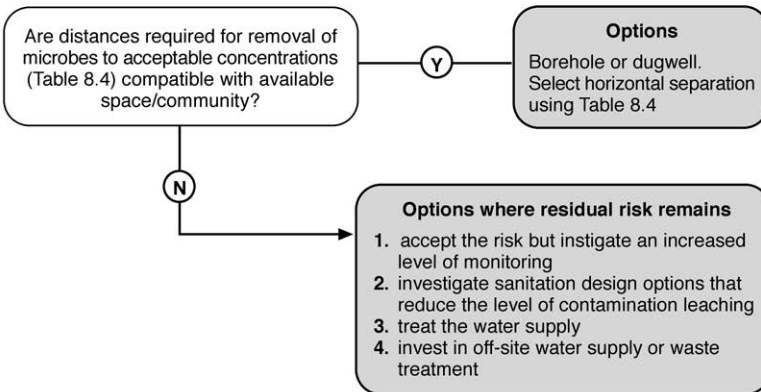 Are distances required for removal of
microbes to acceptable concentrations
(Table 8.4) compatible with available
space/community?
Y
Options
Borehole or dugwell.
Select horizontal separation
using Table 8.4
N
Options where residual risk remains
1. accept the risk but instigate an increased
level of monitoring
2. investigate sanitation design options that
reduce the level of contamination leaching
3. treat the water supply
4. invest in off-site water supply or waste
treatment